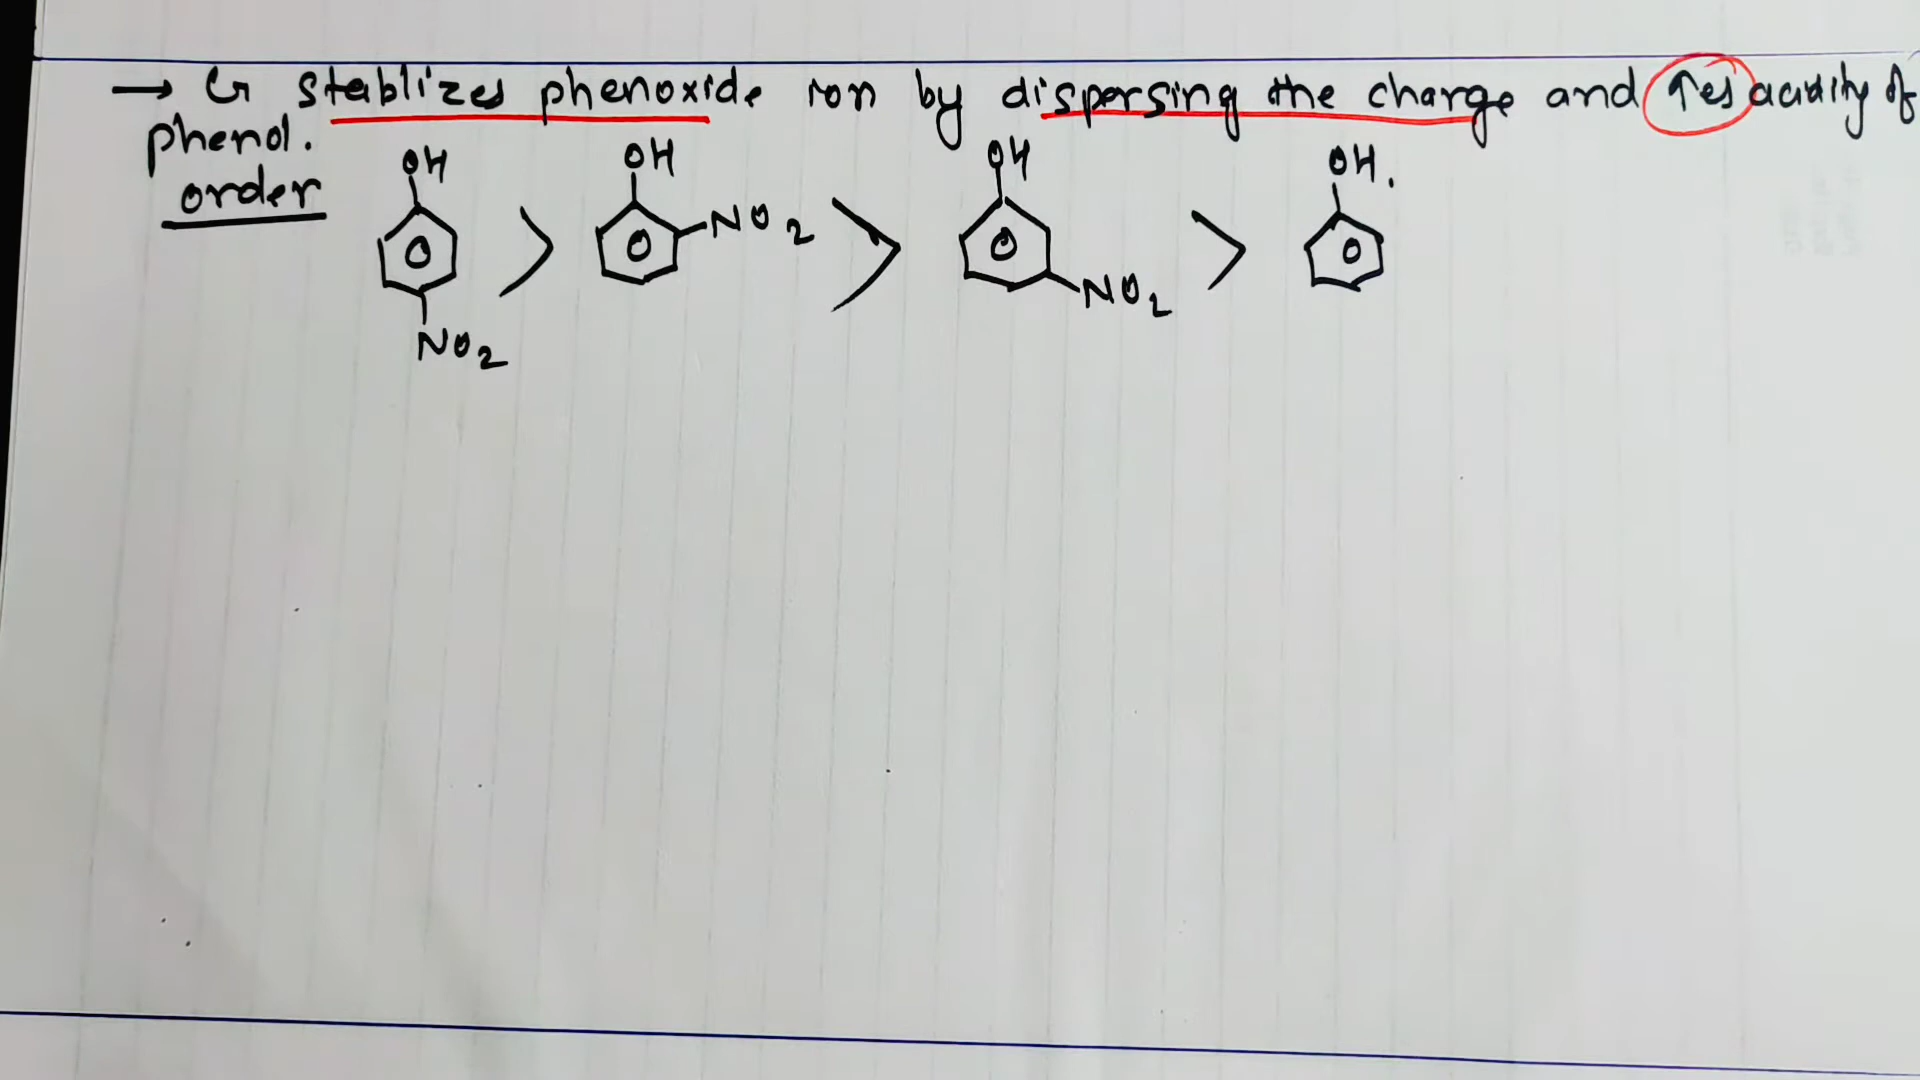 → G stablizes phenoxide ion by dispersing the charge and ↑es acidity of
phenol.
order
OH OH OH OH.
> NO2 > > 
NO2
NO2